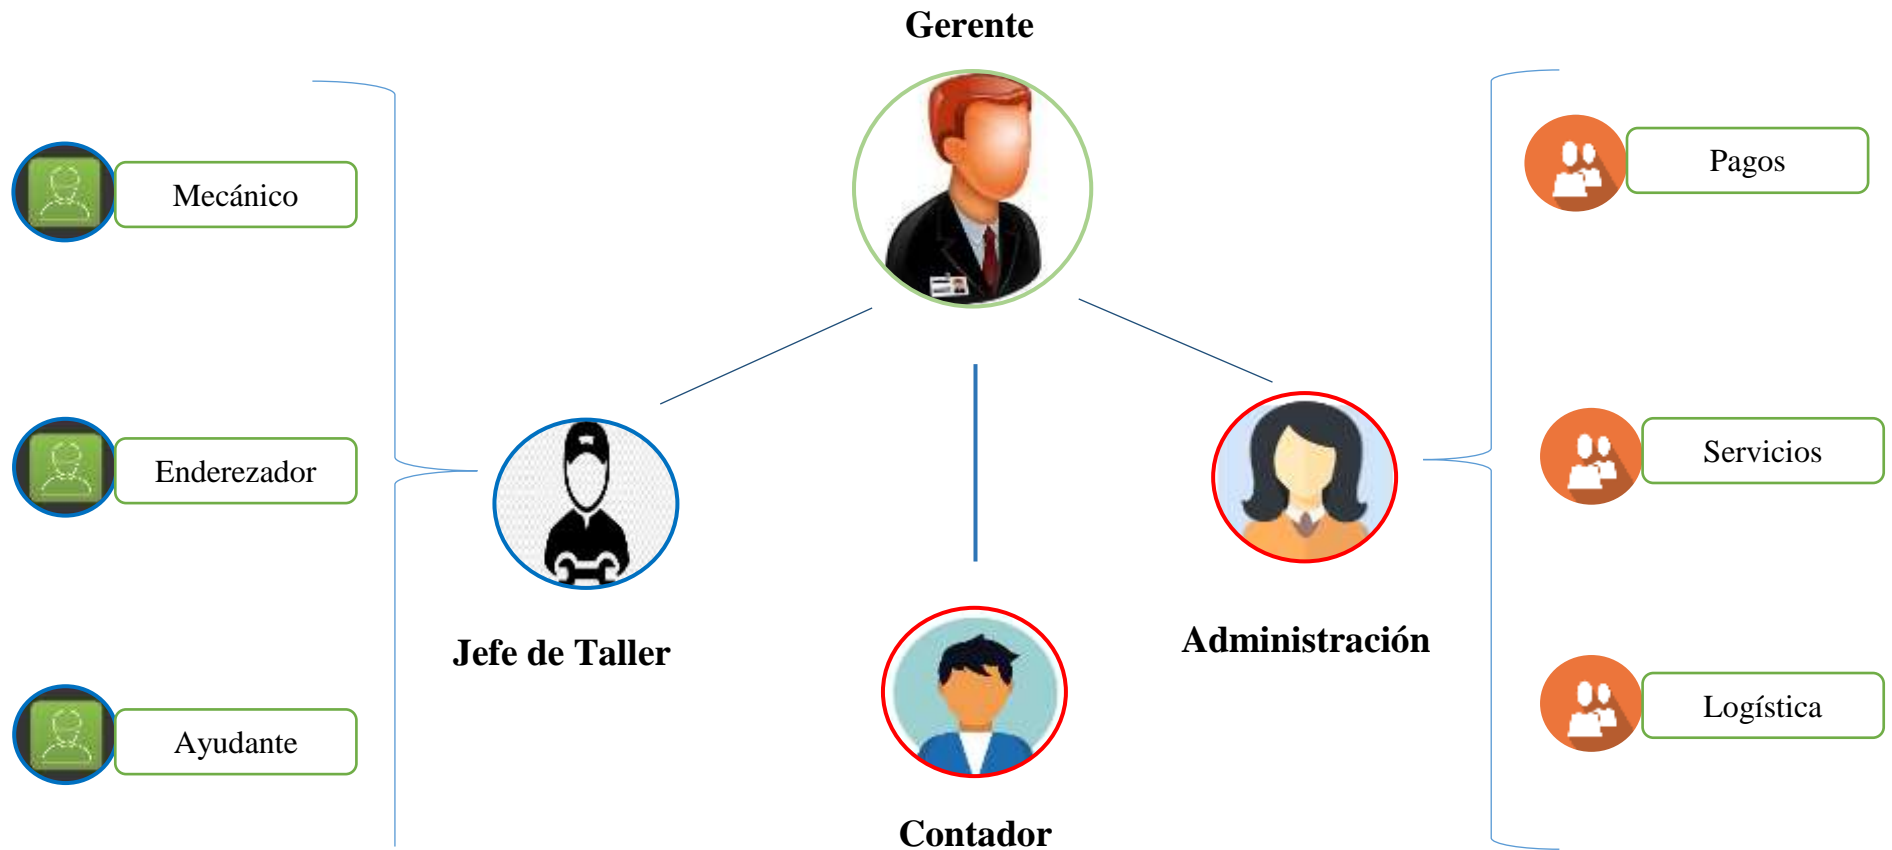 Gerente
Mecánico
Pagos
Enderezador
Servicios
Jefe de Taller
Administración
Ayudante
Logística
Contador